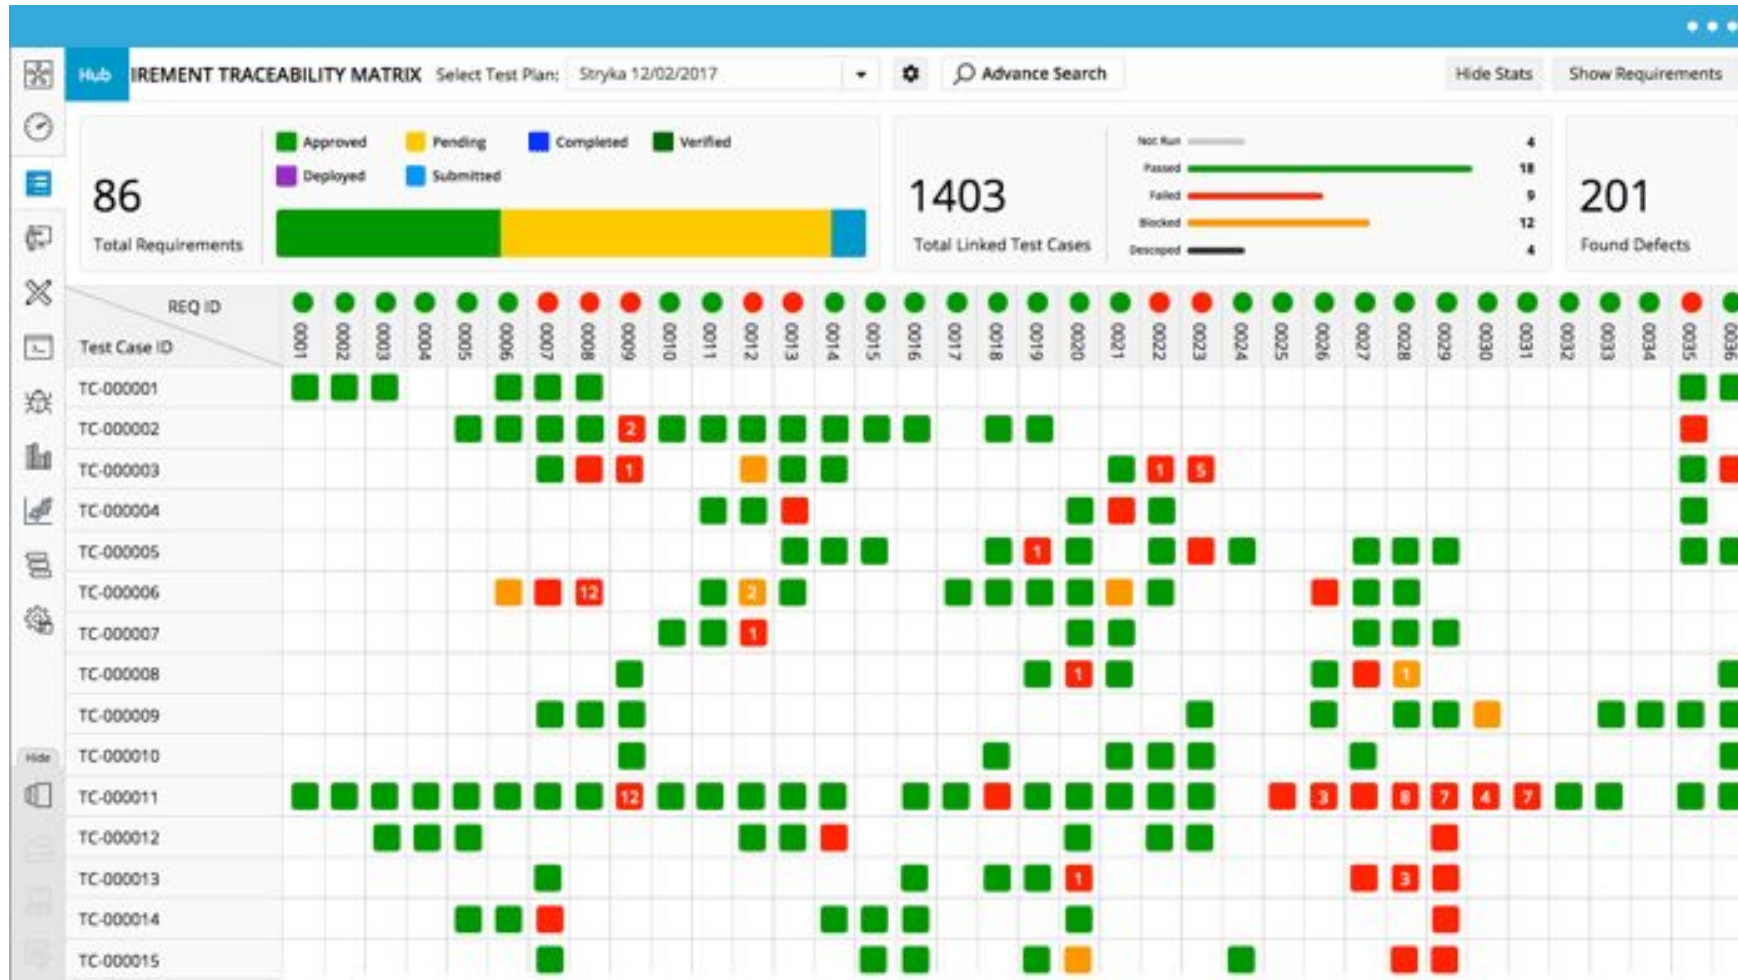 Hub IREMENT TRACEABILITY MATRIX Select Test Plan: Stryka 12/02/2017 Advance Search Hide Stats Show Requirements
Approved Pending Completed Verified
Deployed Submitted
86
Total Requirements
1403
Total Linked Test Cases
Not Run 4
Passed 18
Failed 9
Blocked 12
Descoped 4
201
Found Defects
REQ ID
Test Case ID
0001 0002 0003 0004 0005 0006 0007 0008 0009 0010 0011 0012 0013 0014 0015 0016 0017 0018 0019 0020 0021 0022 0023 0024 0025 0026 0027 0028 0029 0030 0031 0032 0033 0034 0035 0036
TC-000001
TC-000002 2
TC-000003 1 1 5
TC-000004
TC-000005 1
TC-000006 12 2
TC-000007 1
TC-000008 1 1
TC-000009
Hide
TC-000010
TC-000011 12 3 8 7 4 7
TC-000012
TC-000013 1 3
TC-000014
TC-000015